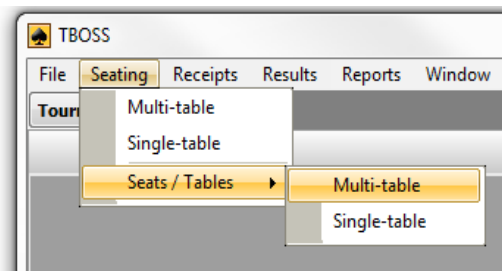 TBOSS
File Seating Receipts Results Reports Window
Tourn
Multi-table
Single-table
Seats / Tables
Multi-table
Single-table